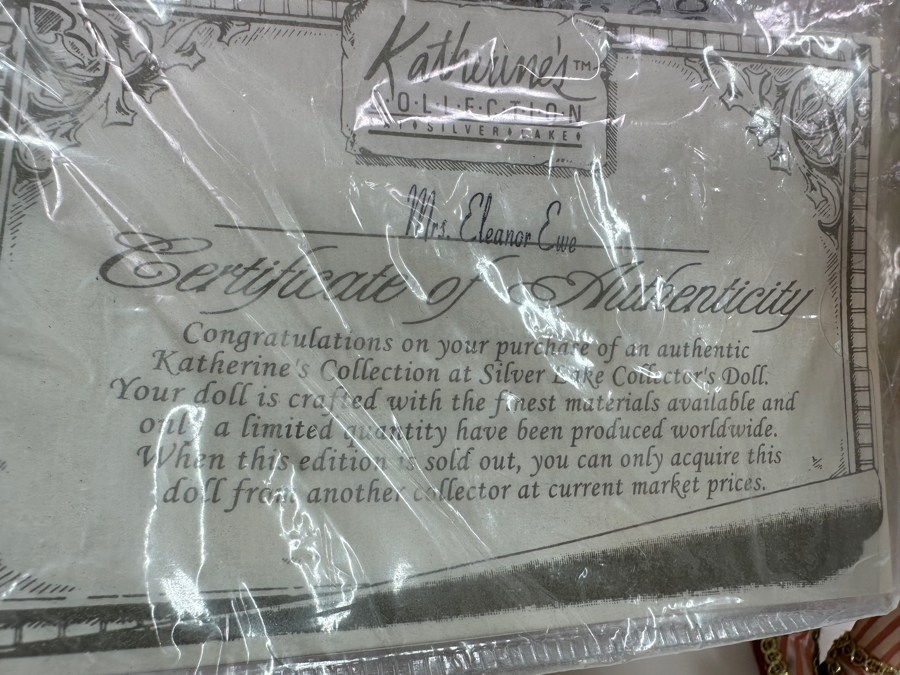 Katherine's™
C·O·L·L·E·C·T·I·O·N
AT♦SILVER♦LAKE♦
Mrs. Eleanor Ewe
Certificate of Authenticity
Congratulations on your purchase of an authentic
Katherine's Collection at Silver Lake Collector's Doll.
Your doll is crafted with the finest materials available and
only a limited quantity have been produced worldwide.
When this edition is sold out, you can only acquire this
doll from another collector at current market prices.